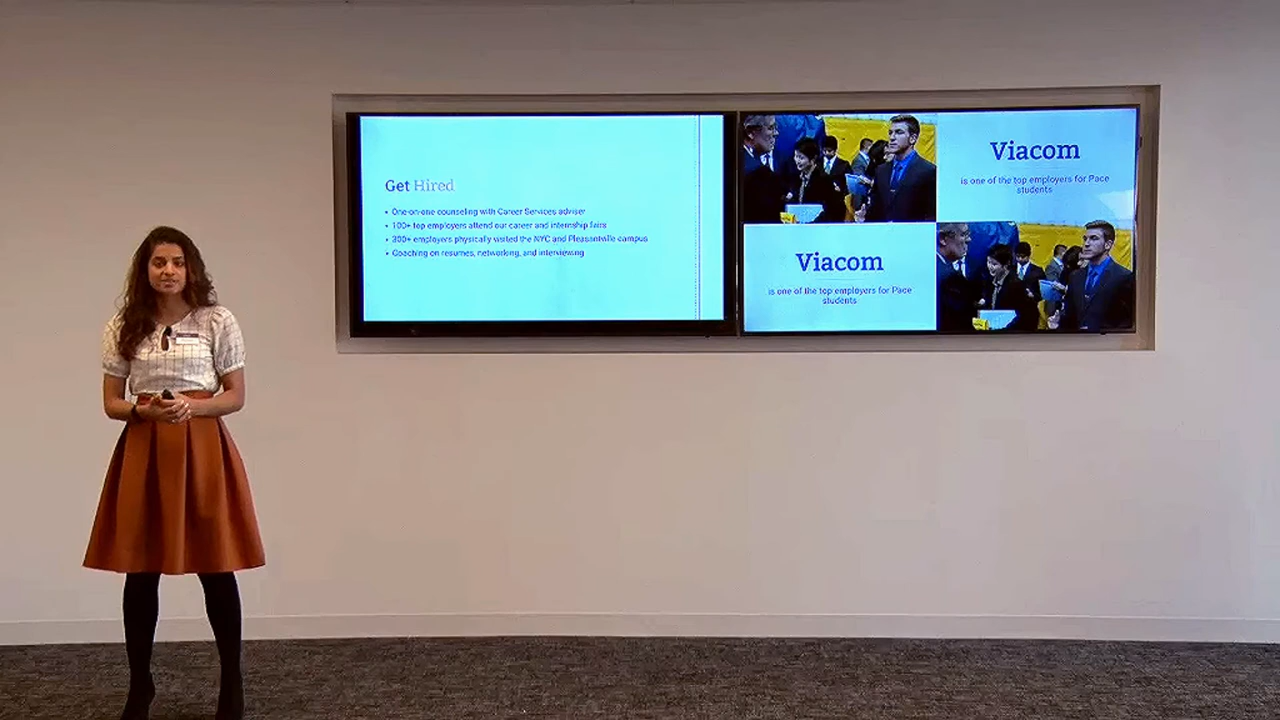 Get Hired
• One-on-one counseling with Career Services adviser
• 100+ top employers attend our career and internship fairs
• 300+ employers physically visited the NYC and Pleasantville campus
• Coaching on resumes, networking, and interviewing
Viacom
is one of the top employers for Pace
students
Viacom
is one of the top employers for Pace
students